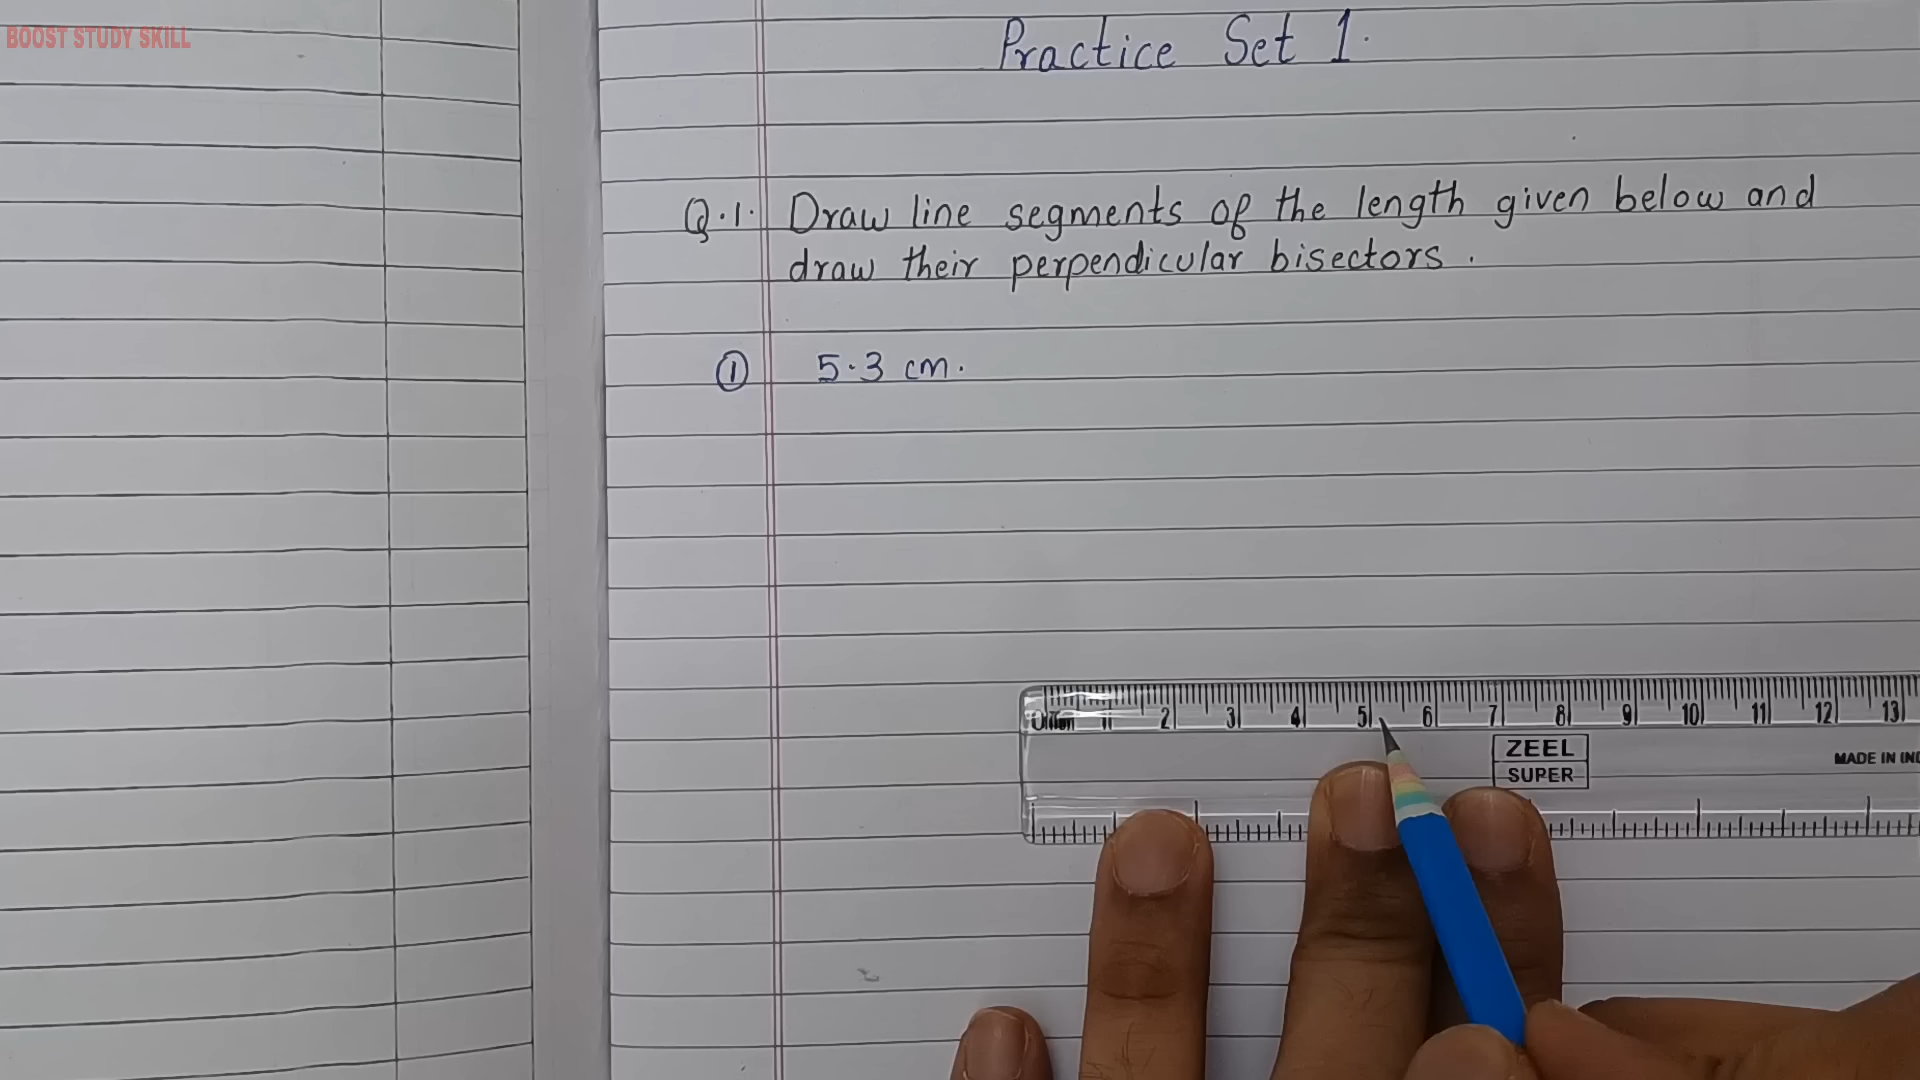 BOOST STUDY SKILL
Practice Set 1.
Q.1. Draw line segments of the length given below and
draw their perpendicular bisectors.
① 5.3 cm.
0 1 2 3 4 5 6 7 8 9 10 11 12 13
ZEEL
SUPER
MADE IN